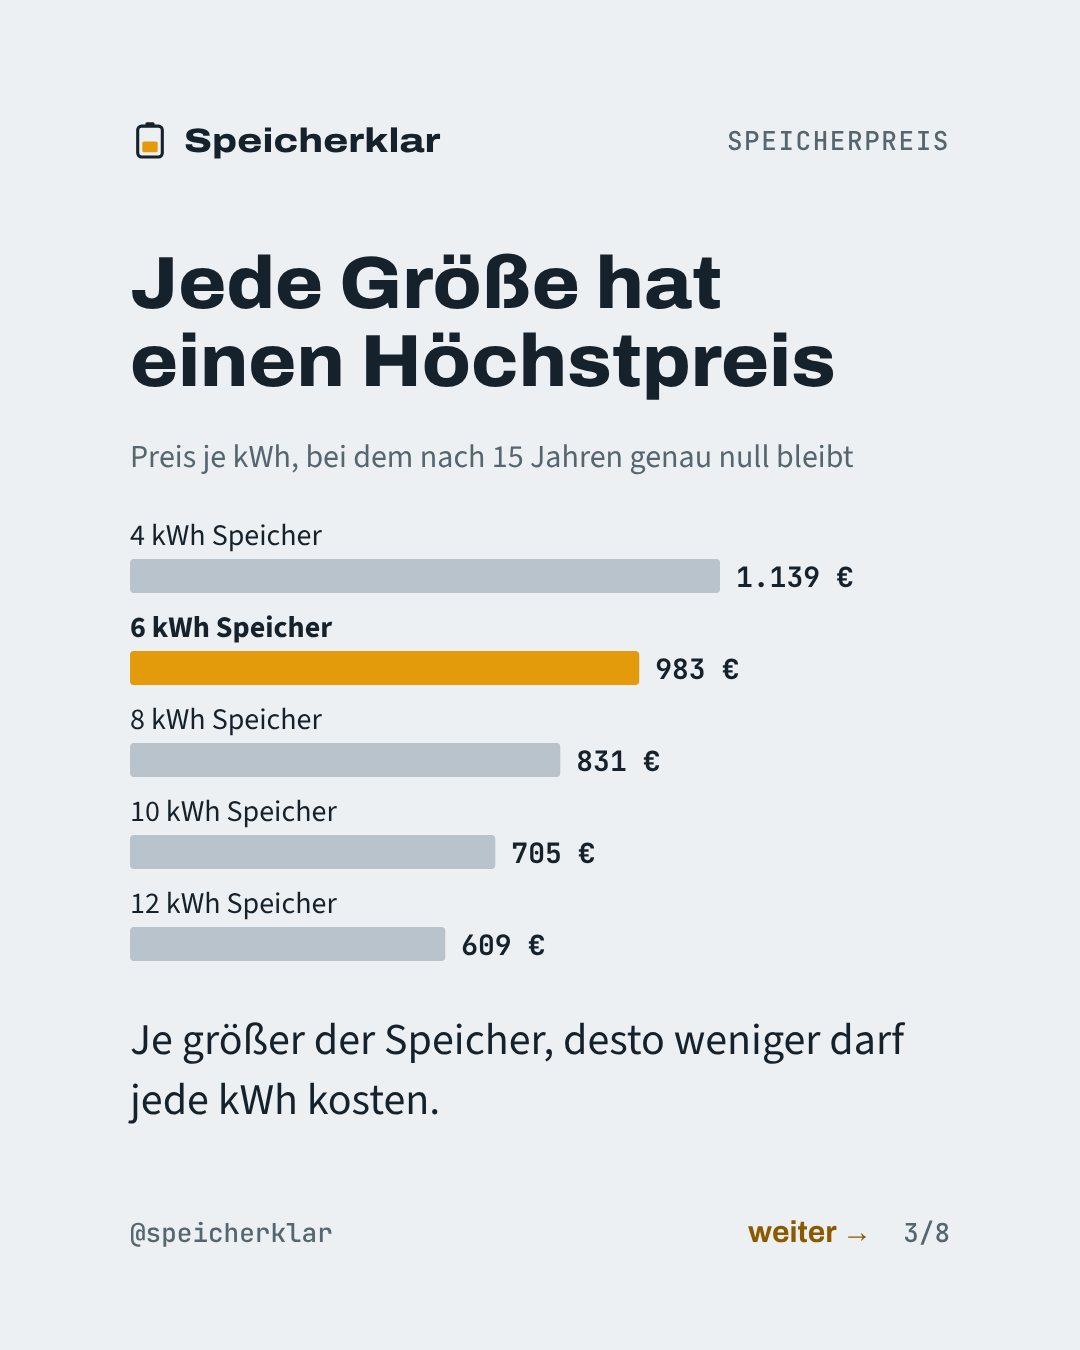 Speicherklar
SPEICHERPREIS
Jede Größe hat
einen Höchstpreis
Preis je kWh, bei dem nach 15 Jahren genau null bleibt
4 kWh Speicher
1.139 €
6 kWh Speicher
983 €
8 kWh Speicher
831 €
10 kWh Speicher
705 €
12 kWh Speicher
609 €
Je größer der Speicher, desto weniger darf
jede kWh kosten.
@speicherklar
weiter → 3/8